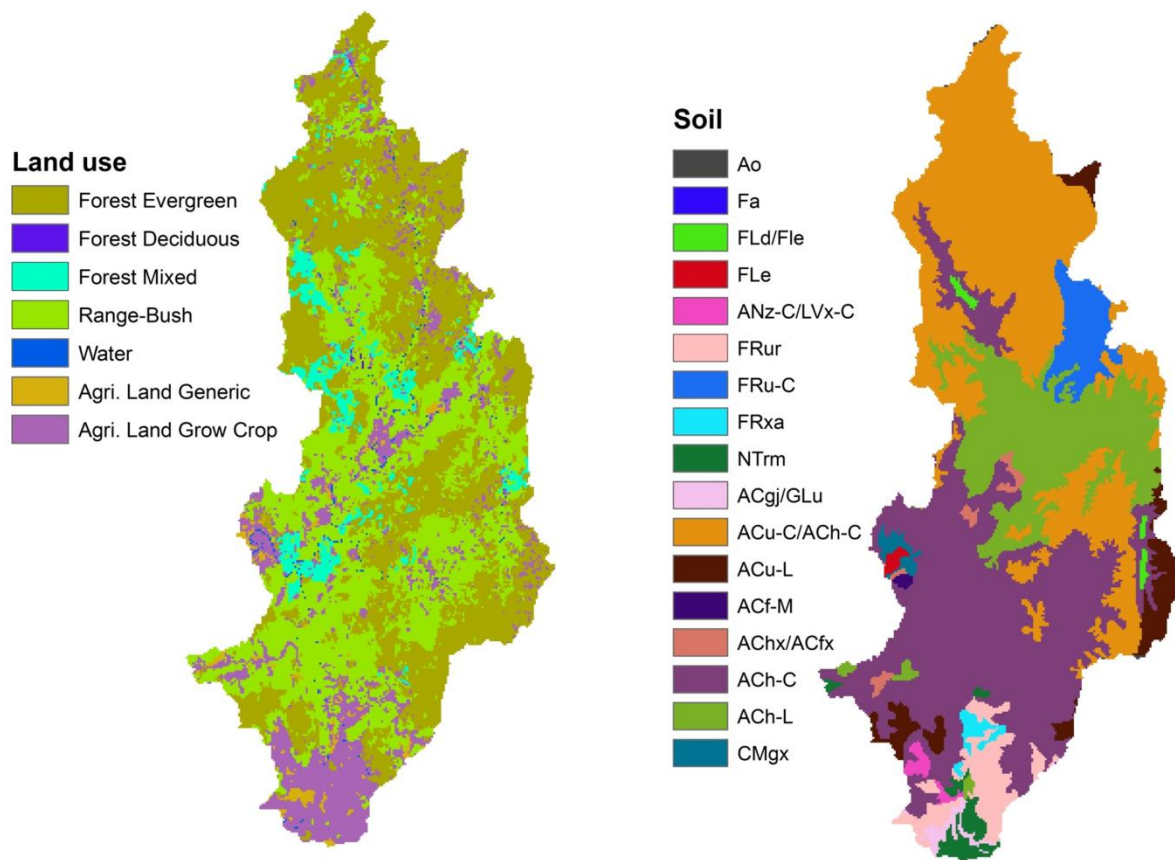 Land use
Forest Evergreen
Forest Deciduous
Forest Mixed
Range-Bush
Water
Agri. Land Generic
Agri. Land Grow Crop
Soil
Ao
Fa
FLd/Fle
FLe
ANz-C/LVx-C
FRur
FRu-C
FRxa
NTrm
ACgj/GLu
ACu-C/ACh-C
ACu-L
ACf-M
AChx/ACfx
ACh-C
ACh-L
CMgx